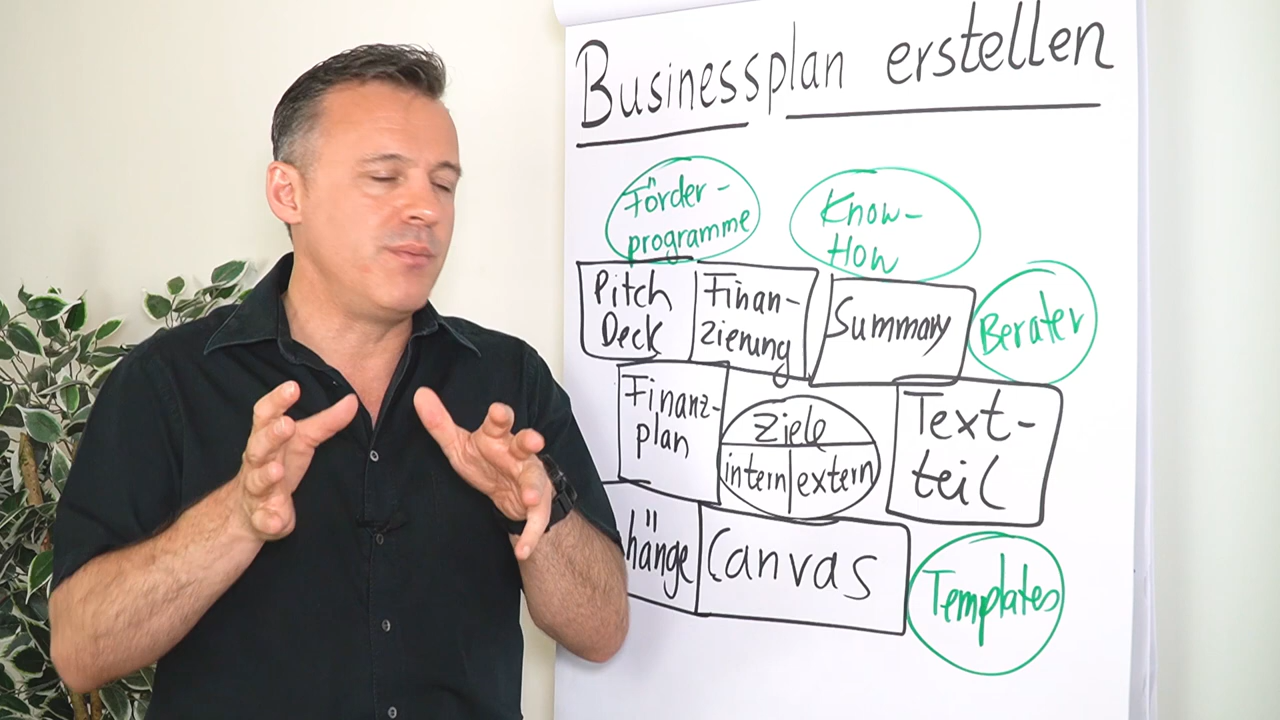 Businessplan erstellen
Förder-
programme
Know-
How
Pitch
Deck
Finan-
zierung
Summary
Berater
Finanz-
plan
Ziele
intern extern
Text-
teil
hänge
Canvas
Templates